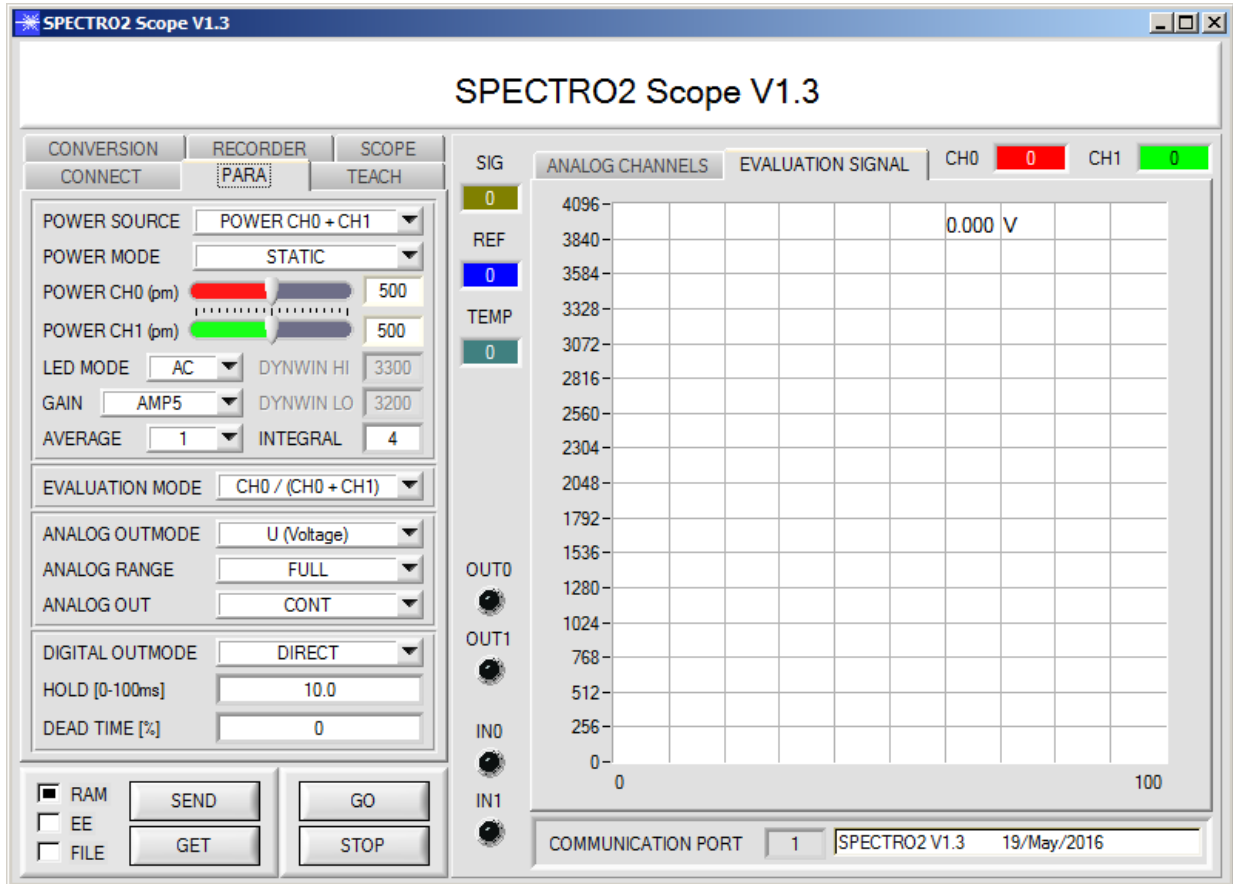 SPECTRO2 Scope V1.3
SPECTRO2 Scope V1.3
CONVERSION RECORDER SCOPE
CONNECT PARA TEACH
POWER SOURCE POWER CH0 + CH1
POWER MODE STATIC
POWER CH0 (pm) 500
POWER CH1 (pm) 500
LED MODE AC DYNWIN HI 3300
GAIN AMP5 DYNWIN LO 3200
AVERAGE 1 INTEGRAL 4
EVALUATION MODE CH0 / (CH0 + CH1)
ANALOG OUTMODE U (Voltage)
ANALOG RANGE FULL
ANALOG OUT CONT
DIGITAL OUTMODE DIRECT
HOLD [0-100ms] 10.0
DEAD TIME [%] 0
RAM SEND GO
EE
FILE GET STOP
SIG
0
REF
0
TEMP
0
OUT0
OUT1
IN0
IN1
ANALOG CHANNELS EVALUATION SIGNAL CH0 0 CH1 0
0.000 V
4096
3840
3584
3328
3072
2816
2560
2304
2048
1792
1536
1280
1024
768
512
256
0
0 100
COMMUNICATION PORT 1 SPECTRO2 V1.3 19/May/2016